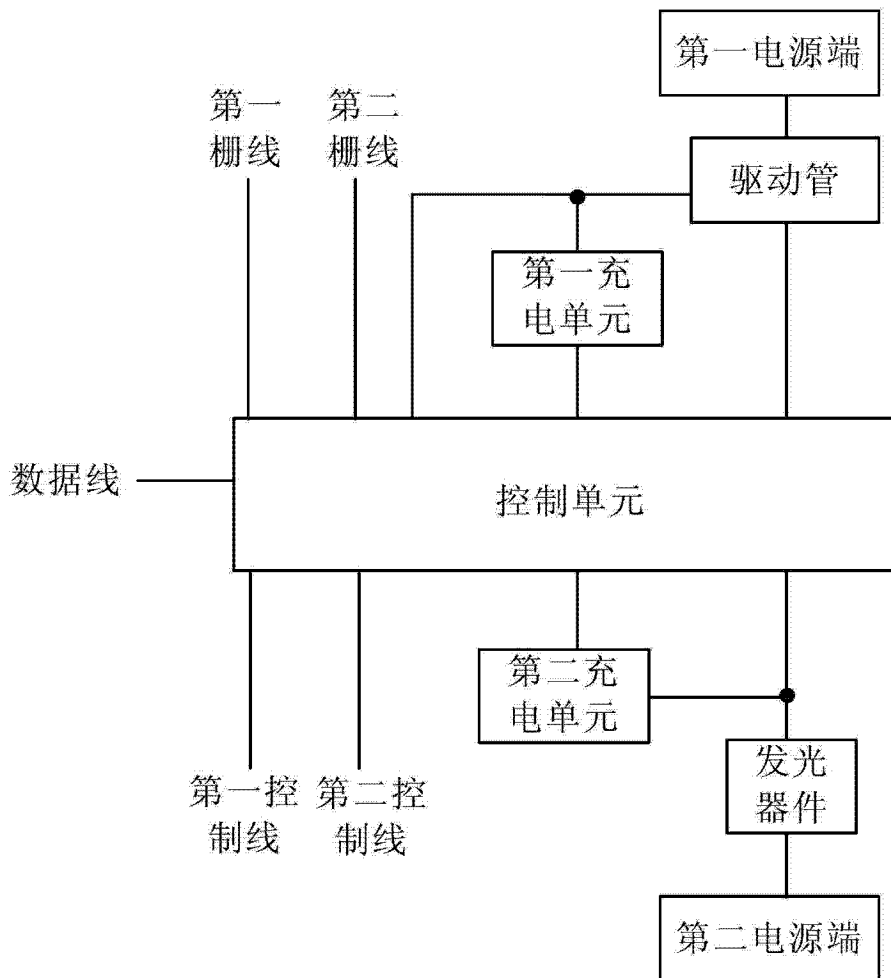 第一电源端
第一
栅线
第二
栅线
驱动管
第一充
电单元
数据线
控制单元
第二充
电单元
发光
器件
第一控
制线
第二控
制线
第二电源端